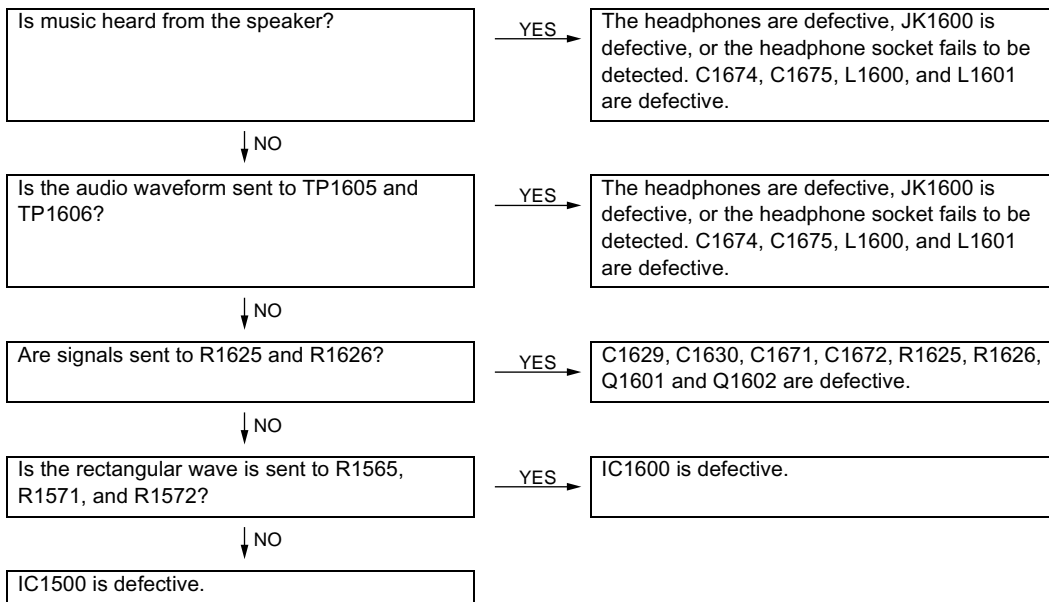 Is music heard from the speaker?
YES
The headphones are defective, JK1600 is
defective, or the headphone socket fails to be
detected. C1674, C1675, L1600, and L1601
are defective.
NO
Is the audio waveform sent to TP1605 and
TP1606?
YES
The headphones are defective, JK1600 is
defective, or the headphone socket fails to be
detected. C1674, C1675, L1600, and L1601
are defective.
NO
Are signals sent to R1625 and R1626?
YES
C1629, C1630, C1671, C1672, R1625, R1626,
Q1601 and Q1602 are defective.
NO
Is the rectangular wave is sent to R1565,
R1571, and R1572?
YES
IC1600 is defective.
NO
IC1500 is defective.